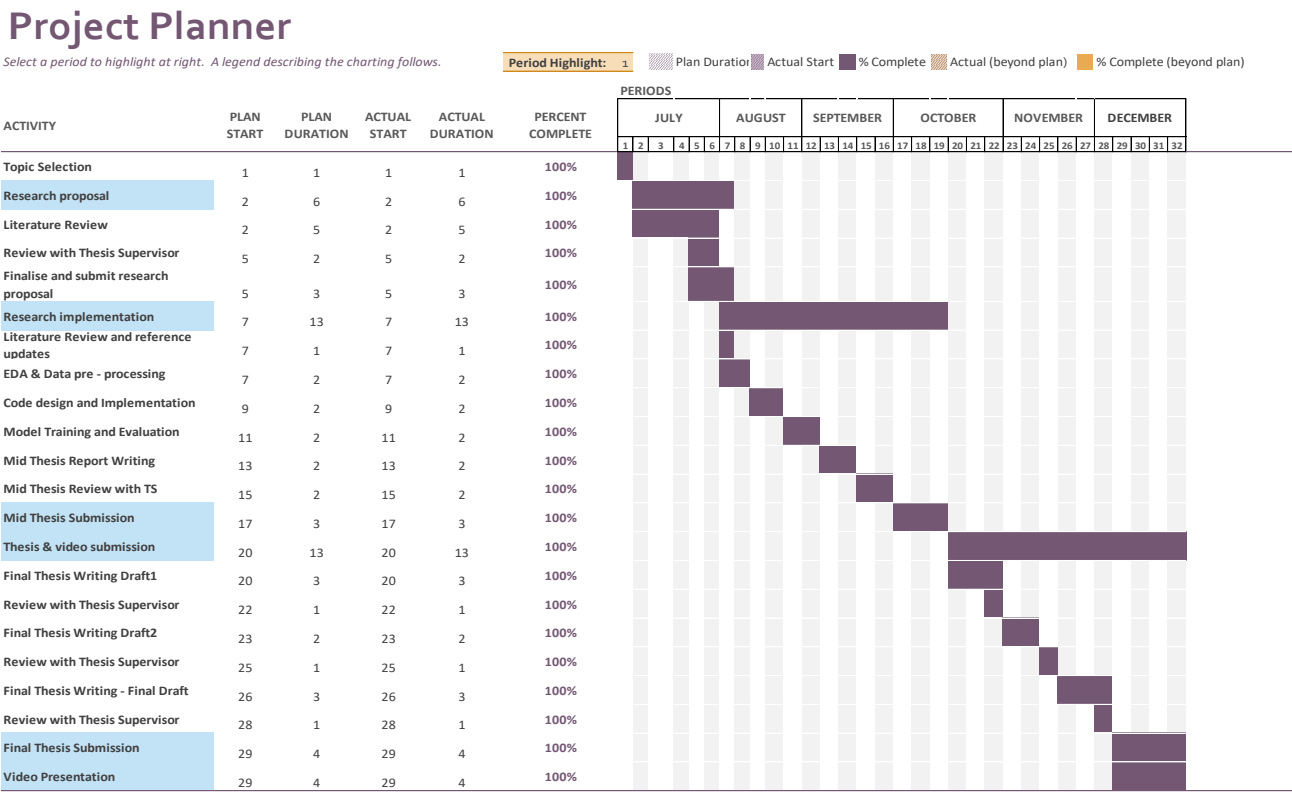 Project Planner
Select a period to highlight at right. A legend describing the charting follows.
Period Highlight: 1
Plan Duration
Actual Start
% Complete
Actual (beyond plan)
% Complete (beyond plan)
PERIODS
ACTIVITY
PLAN START
PLAN DURATION
ACTUAL START
ACTUAL DURATION
PERCENT COMPLETE
JULY AUGUST SEPTEMBER OCTOBER NOVEMBER DECEMBER
1 2 3 4 5 6 7 8 9 10 11 12 13 14 15 16 17 18 19 20 21 22 23 24 25 26 27 28 29 30 31 32
Topic Selection 1 1 1 1 100%
Research proposal 2 6 2 6 100%
Literature Review 2 5 2 5 100%
Review with Thesis Supervisor 5 2 5 2 100%
Finalise and submit research
proposal 5 3 5 3 100%
Research implementation 7 13 7 13 100%
Literature Review and reference
updates 7 1 7 1 100%
EDA & Data pre - processing 7 2 7 2 100%
Code design and Implementation 9 2 9 2 100%
Model Training and Evaluation 11 2 11 2 100%
Mid Thesis Report Writing 13 2 13 2 100%
Mid Thesis Review with TS 15 2 15 2 100%
Mid Thesis Submission 17 3 17 3 100%
Thesis & video submission 20 13 20 13 100%
Final Thesis Writing Draft1 20 3 20 3 100%
Review with Thesis Supervisor 22 1 22 1 100%
Final Thesis Writing Draft2 23 2 23 2 100%
Review with Thesis Supervisor 25 1 25 1 100%
Final Thesis Writing - Final Draft 26 3 26 3 100%
Review with Thesis Supervisor 28 1 28 1 100%
Final Thesis Submission 29 4 29 4 100%
Video Presentation 29 4 29 4 100%